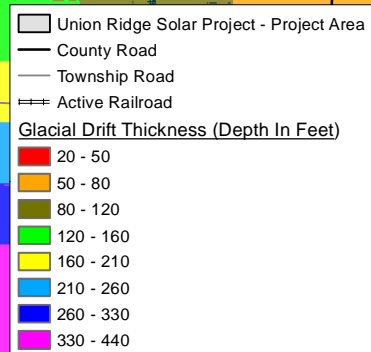 Union Ridge Solar Project - Project Area
County Road
Township Road
Active Railroad
Glacial Drift Thickness (Depth In Feet)
20 - 50
50 - 80
80 - 120
120 - 160
160 - 210
210 - 260
260 - 330
330 - 440